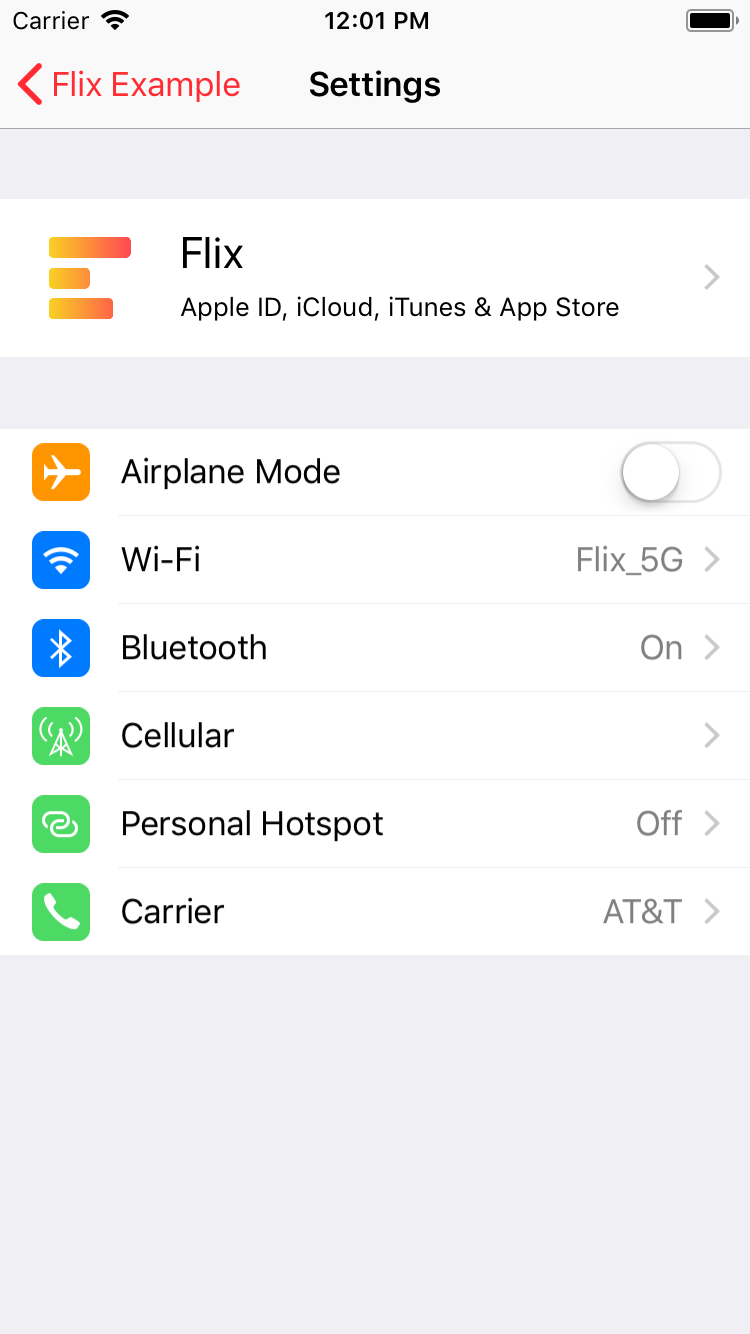 Carrier 12:01 PM
Flix Example Settings
Flix
Apple ID, iCloud, iTunes & App Store
Airplane Mode
Wi-Fi Flix_5G
Bluetooth On
Cellular
Personal Hotspot Off
Carrier AT&T